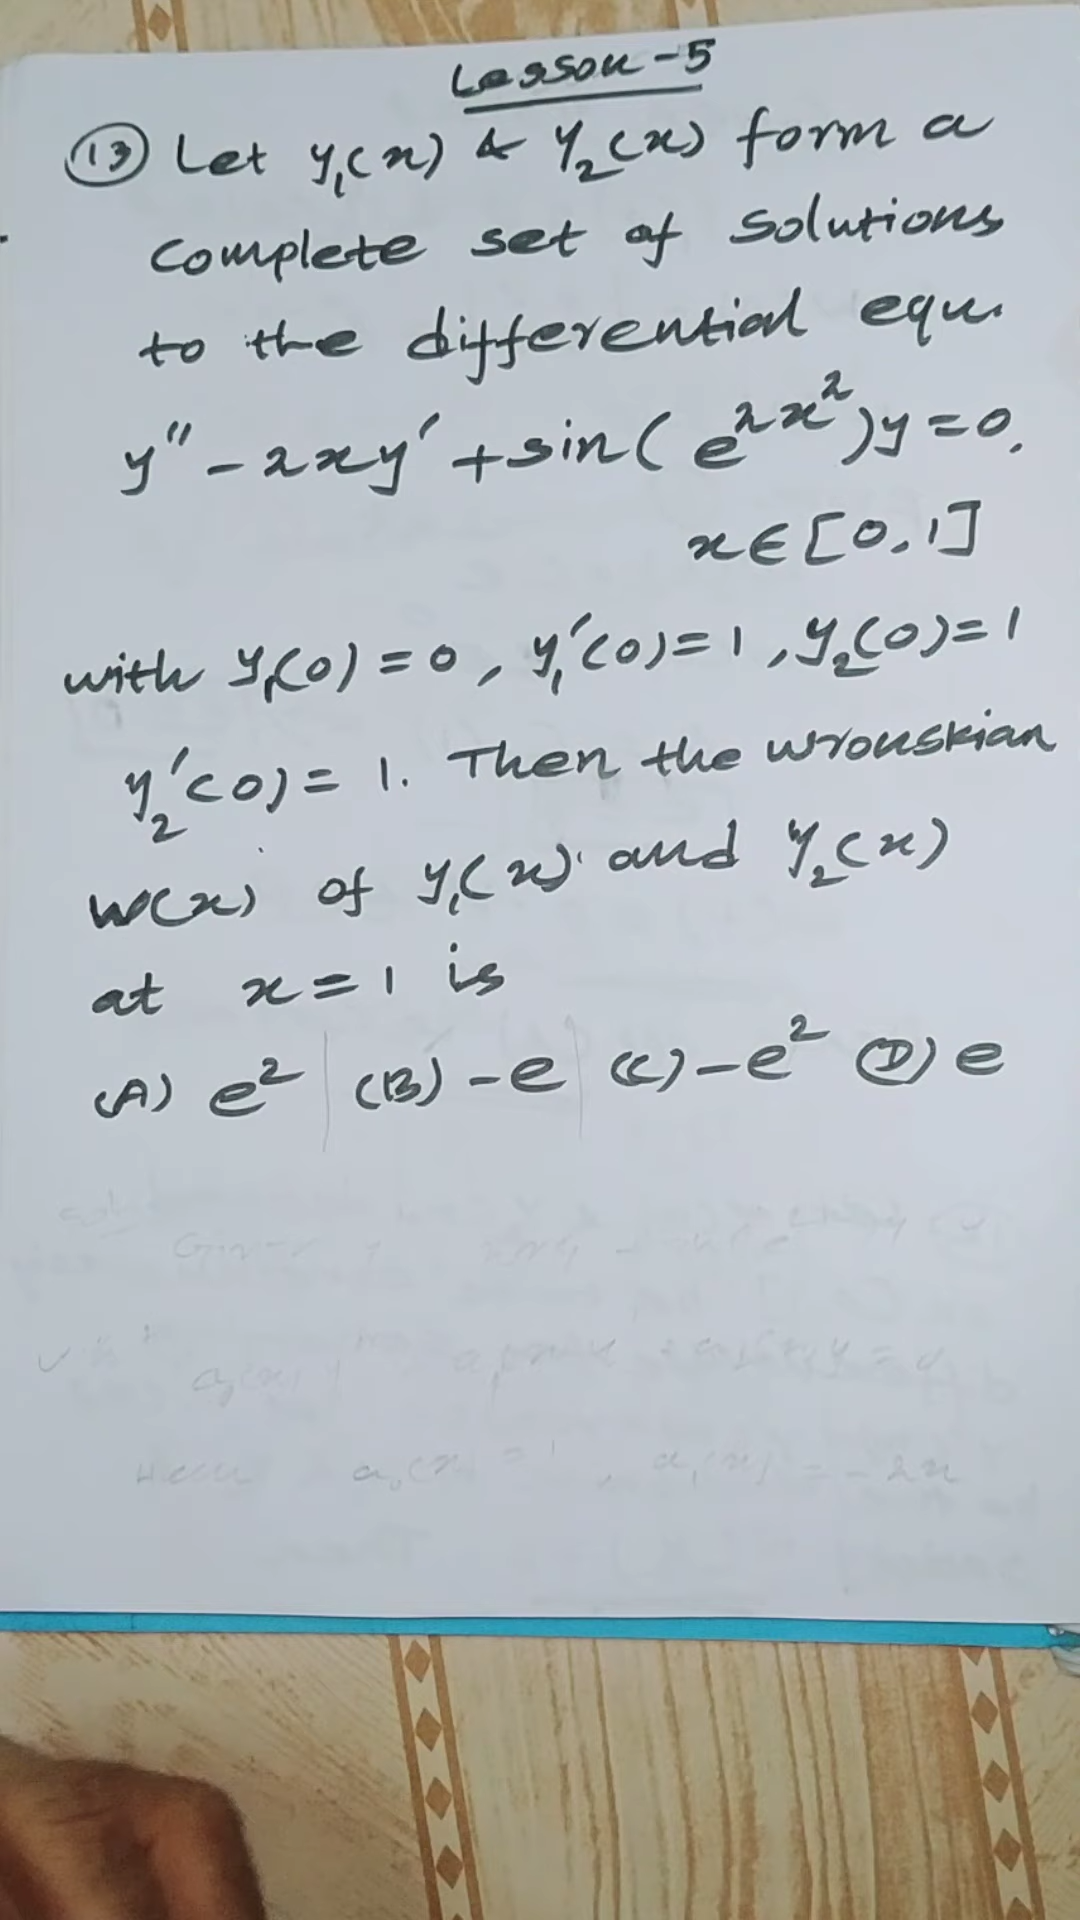 Lesson-5
(13) Let y₁(x) & y₂(x) form a
complete set of solutions
to the differential equ.
y" - 2xy' + sin(e^{2x²})y = 0.
x ∈ [0,1]
with y₁(0) = 0, y₁'(0) = 1, y₂(0) = 1
y₂'(0) = 1. Then the wronskian
w(x) of y₁(x) and y₂(x)
at x = 1 is
(A) e² (B) -e (C) -e² (D) e